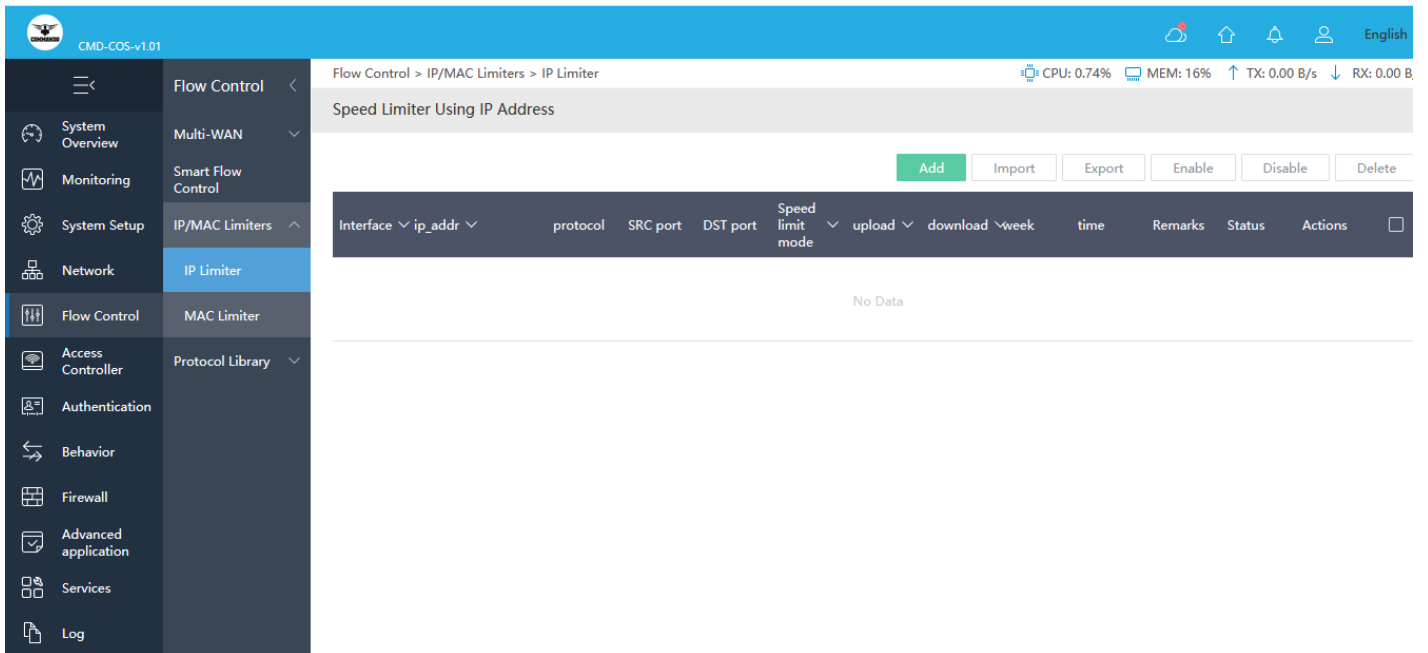 COMMANDO
CMD-COS-v1.01
English
Flow Control
Flow Control > IP/MAC Limiters > IP Limiter
CPU: 0.74%
MEM: 16%
TX: 0.00 B/s
RX: 0.00 B/
Speed Limiter Using IP Address
System
Overview
Monitoring
System Setup
Network
Flow Control
Access
Controller
Authentication
Behavior
Firewall
Advanced
application
Services
Log
Multi-WAN
Smart Flow
Control
IP/MAC Limiters
IP Limiter
MAC Limiter
Protocol Library
Add
Import
Export
Enable
Disable
Delete
Interface
ip_addr
protocol
SRC port
DST port
Speed
limit
mode
upload
download
week
time
Remarks
Status
Actions
No Data